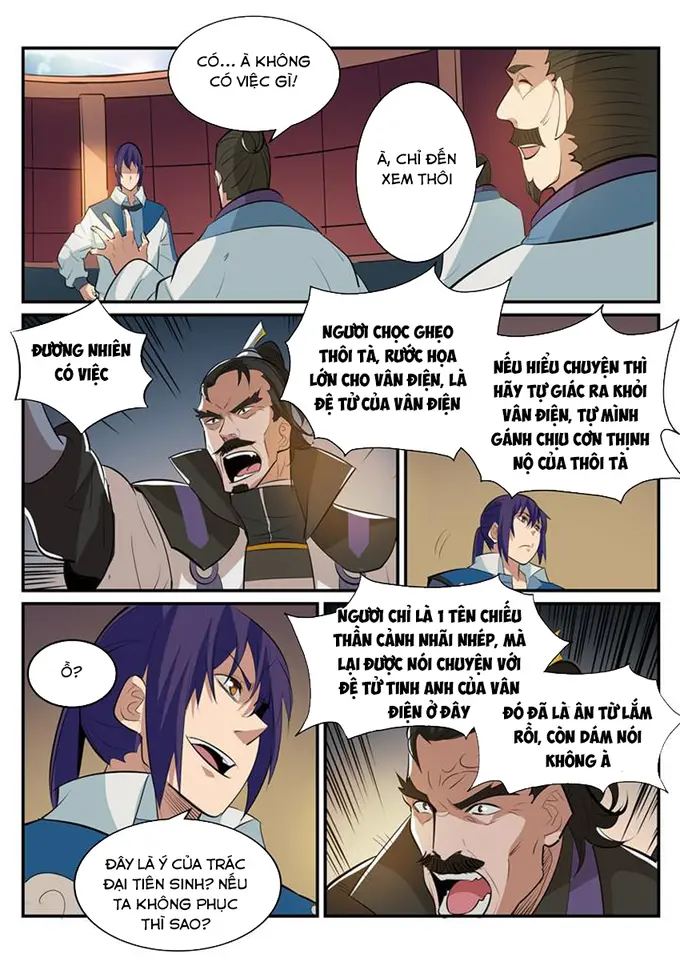 CÓ... À KHÔNG
CÓ VIỆC GÌ!
À, CHỈ ĐẾN
XEM THÔI
ĐƯƠNG NHIÊN
CÓ VIỆC
NGƯỜI CHỌC GHẸO
THÔI TÀ, RƯỚC HỌA
LỚN CHO VÂN ĐIỆN, LÀ
ĐỆ TỬ CỦA VÂN ĐIỆN
NẾU HIỂU CHUYỆN THÌ
HÃY TỰ GIÁC RA KHỎI
VÂN ĐIỆN, TỰ MÌNH
GÁNH CHỊU CƠN THỊNH
NỘ CỦA THÔI TÀ
Ồ?
ĐÂY LÀ Ý CỦA TRÁC
ĐẠI TIÊN SINH? NẾU
TA KHÔNG PHỤC
THÌ SAO?
NGƯƠI CHỈ LÀ 1 TÊN CHIẾU
THẦN CẢNH NHÃI NHÉP, MÀ
LẠI ĐƯỢC NÓI CHUYỆN VỚI
ĐỆ TỬ TINH ANH CỦA VÂN
ĐIỆN Ở ĐÂY
ĐÓ ĐÃ LÀ ÂN TỪ LẮM
RỒI, CÒN DÁM NÓI
KHÔNG À